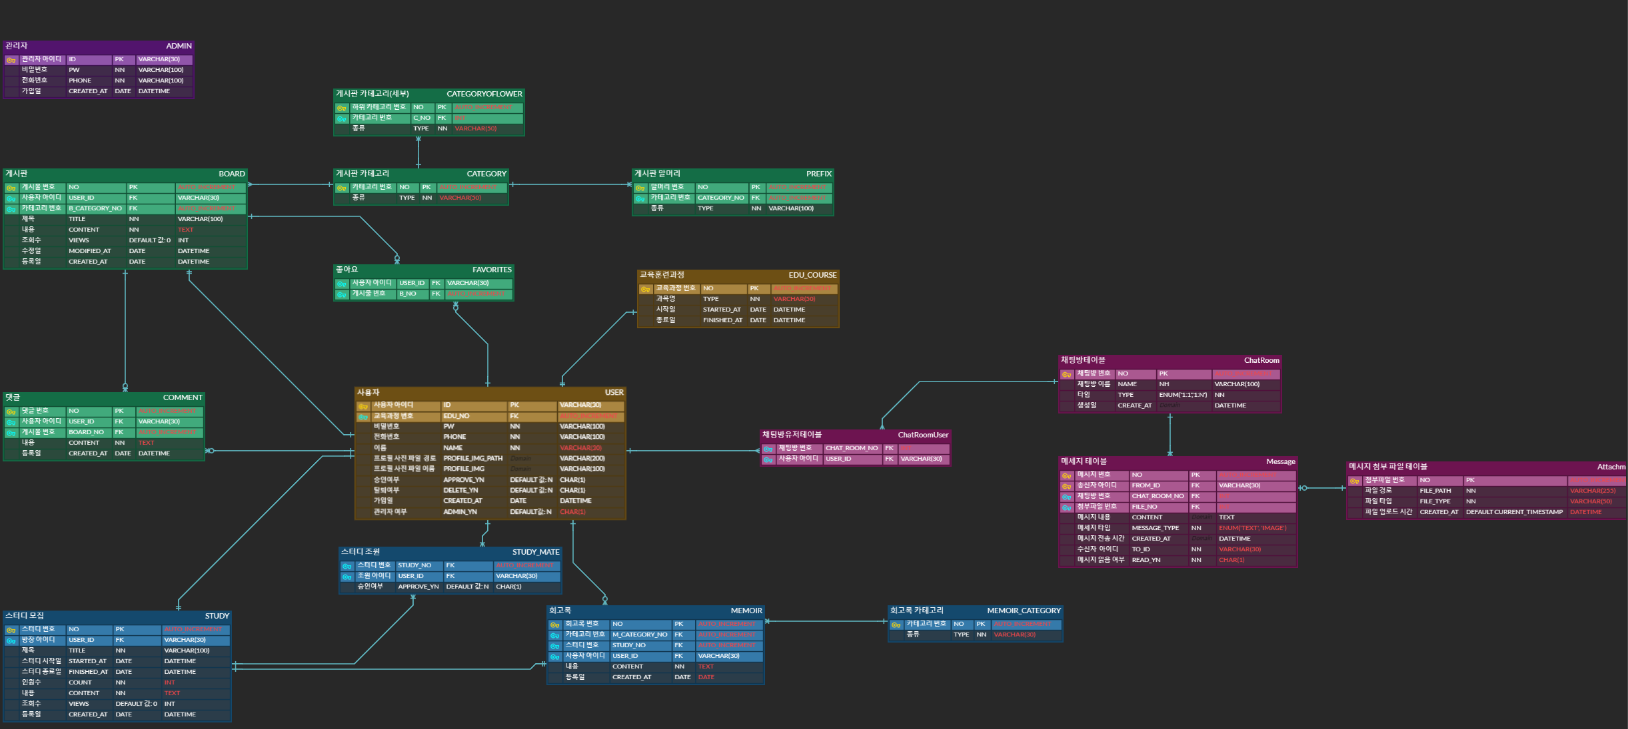 관리자 ADMIN
관리자 아이디 ID PK VARCHAR(30)
비밀번호 PW NN VARCHAR(100)
전화번호 PHONE NN VARCHAR(100)
가입일 CREATED_AT DATE DATETIME
게시판 카테고리(세부) CATEGORYOFLOWER
하위 카테고리 번호 NO PK AUTO_INCREMENT
카테고리 번호 C_NO FK
종류 TYPE NN VARCHAR(50)
게시판 BOARD
게시물 번호 NO PK AUTO_INCREMENT
사용자 아이디 USER_ID FK VARCHAR(30)
카테고리 번호 B_CATEGORY_NO FK
제목 TITLE NN VARCHAR(100)
내용 CONTENT NN TEXT
조회수 VIEWS DEFAULT 값: 0 INT
수정일 MODIFIED_AT DATE DATETIME
등록일 CREATED_AT DATE DATETIME
게시판 카테고리 CATEGORY
카테고리 번호 NO PK AUTO_INCREMENT
종류 TYPE NN VARCHAR(30)
게시판 말머리 PREFIX
말머리 번호 NO PK AUTO_INCREMENT
카테고리 번호 CATEGORY_NO FK AUTO_INCREMENT
종류 TYPE NN VARCHAR(100)
좋아요 FAVORITES
사용자 아이디 USER_ID FK VARCHAR(30)
게시물 번호 B_NO FK AUTO_INCREMENT
교육훈련과정 EDU_COURSE
교육과정 번호 NO PK AUTO_INCREMENT
과목명 TYPE NN VARCHAR(30)
시작일 STARTED_AT DATE DATETIME
종료일 FINISHED_AT DATE DATETIME
댓글 COMMENT
댓글 번호 NO PK AUTO_INCREMENT
사용자 아이디 USER_ID FK VARCHAR(30)
게시물 번호 BOARD_NO FK AUTO_INCREMENT
내용 CONTENT NN TEXT
등록일 CREATED_AT DATE DATETIME
사용자 USER
사용자 아이디 ID PK VARCHAR(30)
교육과정 번호 EDU_NO FK AUTO_INCREMENT
비밀번호 PW NN VARCHAR(100)
전화번호 PHONE NN VARCHAR(100)
이름 NAME NN VARCHAR(30)
프로필 사진 파일 경로 PROFILE_IMG_PATH Domain VARCHAR(200)
프로필 사진 파일 이름 PROFILE_IMG Domain VARCHAR(100)
승인여부 APPROVE_YN DEFAULT 값: N CHAR(1)
탈퇴여부 DELETE_YN DEFAULT 값: N CHAR(1)
가입일 CREATED_AT DATE DATETIME
관리자 여부 ADMIN_YN DEFAULT값: N CHAR(1)
채팅방유저테이블 ChatRoomUser
채팅방 번호 CHAT_ROOM_NO FK
사용자 아이디 USER_ID FK VARCHAR(30)
채팅방테이블 ChatRoom
채팅방 번호 NO PK AUTO_INCREMENT
채팅방 이름 NAME NH VARCHAR(100)
타입 TYPE ENUM('1:1','1:N') NN
생성일 CREATE_AT Domain DATETIME
메세지 테이블 Message
메시지 번호 NO PK
송신자 아이디 FROM_ID FK VARCHAR(30)
채팅방 번호 CHAT_ROOM_NO FK
첨부파일 번호 FILE_NO FK
메시지 내용 CONTENT TEXT
메세지 타입 MESSAGE_TYPE NN ENUM('TEXT','IMAGE')
메시지 전송 시간 CREATED_AT Domain DATETIME
수신자 아이디 TO_ID NN VARCHAR(30)
메시지 읽음 여부 READ_YN NN CHAR(1)
메시지 첨부 파일 테이블 Attachm
첨부파일 번호 NO PK
파일 경로 FILE_PATH NN VARCHAR(255)
파일 타입 FILE_TYPE NN VARCHAR(50)
파일 업로드 시간 CREATED_AT DEFAULT CURRENT_TIMESTAMP DATETIME
스터디 조원 STUDY_MATE
스터디 번호 STUDY_NO FK AUTO_INCREMENT
조원 아이디 USER_ID FK VARCHAR(30)
승인여부 APPROVE_YN DEFAULT 값: N CHAR(1)
스터디 모집 STUDY
스터디 번호 NO PK AUTO_INCREMENT
방장 아이디 USER_ID FK VARCHAR(30)
제목 TITLE NN VARCHAR(100)
스터디 시작일 STARTED_AT DATE DATETIME
스터디 종료일 FINISHED_AT DATE DATETIME
인원수 COUNT NN INT
내용 CONTENT NN TEXT
조회수 VIEWS DEFAULT 값: 0 INT
등록일 CREATED_AT DATE DATETIME
회고록 MEMOIR
회고록 번호 NO PK AUTO_INCREMENT
카테고리 번호 M_CATEGORY_NO FK AUTO_INCREMENT
스터디 번호 STUDY_NO FK AUTO_INCREMENT
사용자 아이디 USER_ID FK VARCHAR(30)
내용 CONTENT NN TEXT
등록일 CREATED_AT DATE DATE
회고록 카테고리 MEMOIR_CATEGORY
카테고리 번호 NO PK AUTO_INCREMENT
종류 TYPE NN VARCHAR(30)